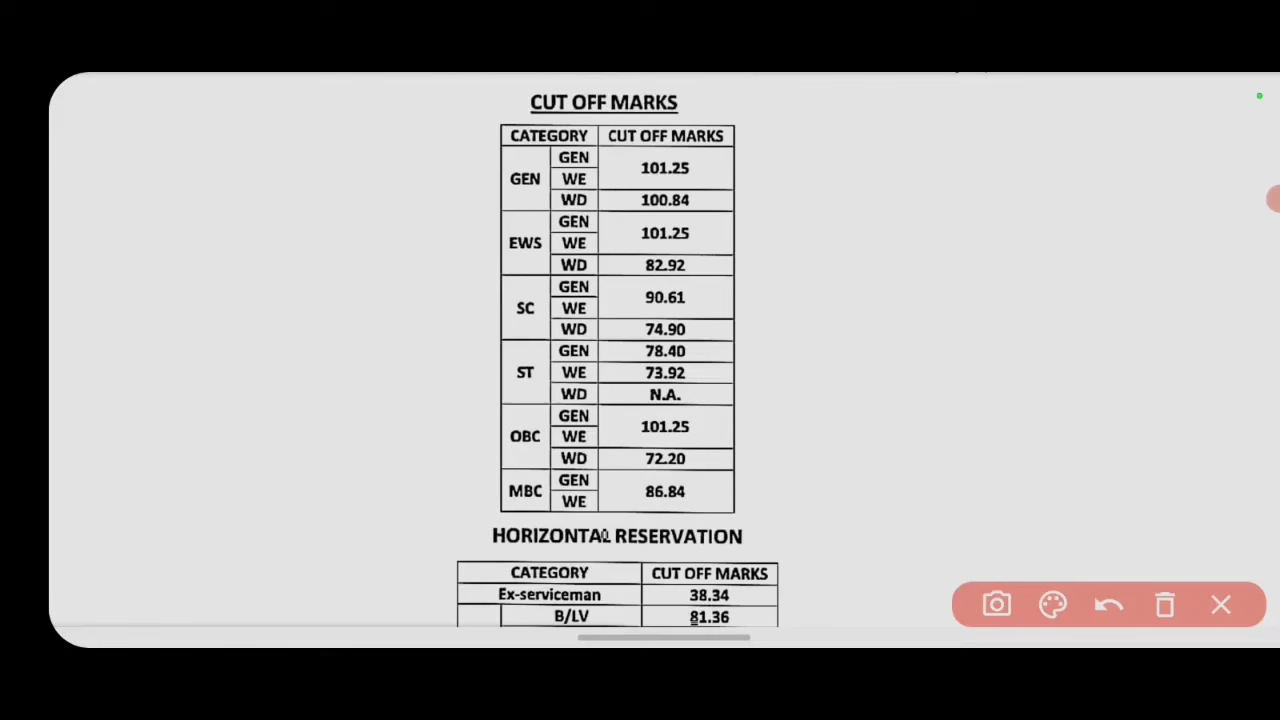 CUT OFF MARKS
CATEGORY CUT OFF MARKS
GEN GEN 101.25
WE
WD 100.84
EWS GEN 101.25
WE
WD 82.92
SC GEN 90.61
WE
WD 74.90
ST GEN 78.40
WE 73.92
WD N.A.
OBC GEN 101.25
WE
WD 72.20
MBC GEN 86.84
WE
HORIZONTAL RESERVATION
CATEGORY CUT OFF MARKS
Ex-serviceman 38.34
B/LV 81.36